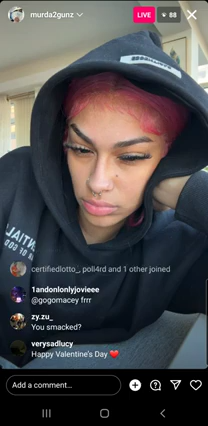 murda2gunz
LIVE
88
certifiedlotto_, poll4rd and 1 other joined
1andonlonlyjovieee
@gogomacey frrr
zy.zu_
You smacked?
verysadlucy
Happy Valentine's Day ❤️
Add a comment...